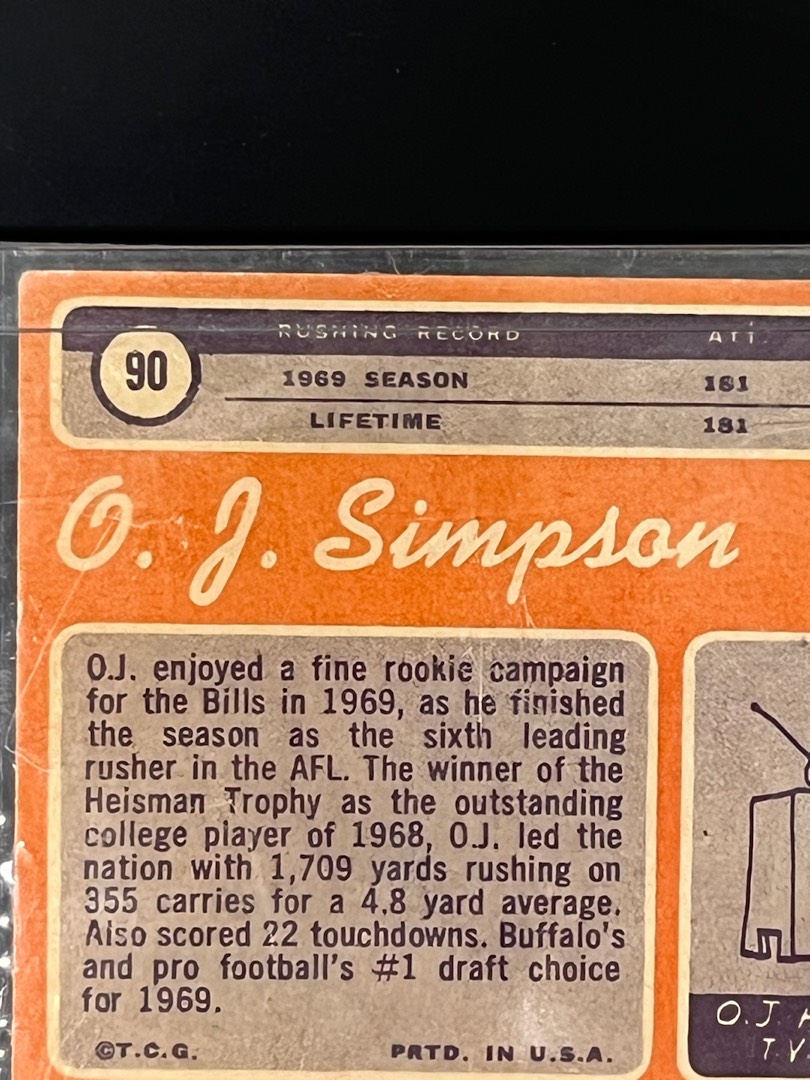 90
RUSHING RECORD ATT.
1969 SEASON 181
LIFETIME 181
O. J. Simpson
O.J. enjoyed a fine rookie campaign
for the Bills in 1969, as he finished
the season as the sixth leading
rusher in the AFL. The winner of the
Heisman Trophy as the outstanding
college player of 1968, O.J. led the
nation with 1,709 yards rushing on
355 carries for a 4.8 yard average.
Also scored 22 touchdowns. Buffalo's
and pro football's #1 draft choice
for 1969.
©T.C.G. PRTD. IN U.S.A.
O.J.
T.V